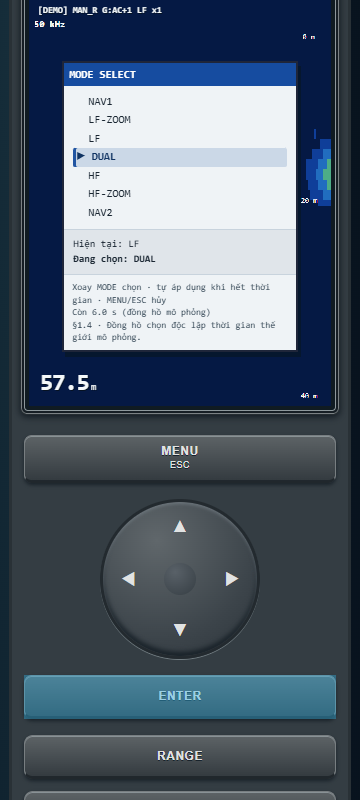 [DEMO] MAN_R G:AC+1 LF x1
50 kHz
0 m
MODE SELECT
NAV1
LF-ZOOM
LF
▶ DUAL
HF
HF-ZOOM
NAV2
20 m
Hiện tại: LF
Đang chọn: DUAL
Xoay MODE chọn · tự áp dụng khi hết thời
gian · MENU/ESC hủy
Còn 6.0 s (đồng hồ mô phỏng)
§1.4 · Đồng hồ chọn độc lập thời gian thế
giới mô phỏng.
57.5m
40 m
MENU
ESC
▲
◀ ▶
▼
ENTER
RANGE